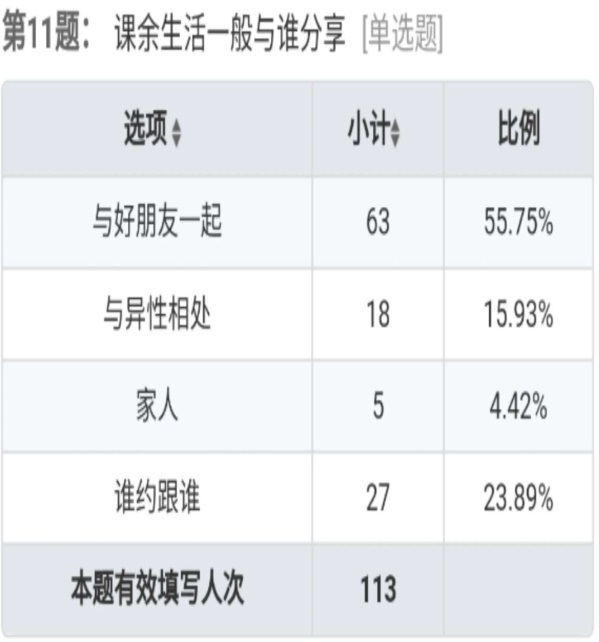 第11题： 课余生活一般与谁分享 [单选题]
选项 小计 比例
与好朋友一起 63 55.75%
与异性相处 18 15.93%
家人 5 4.42%
谁约跟谁 27 23.89%
本题有效填写人次 113